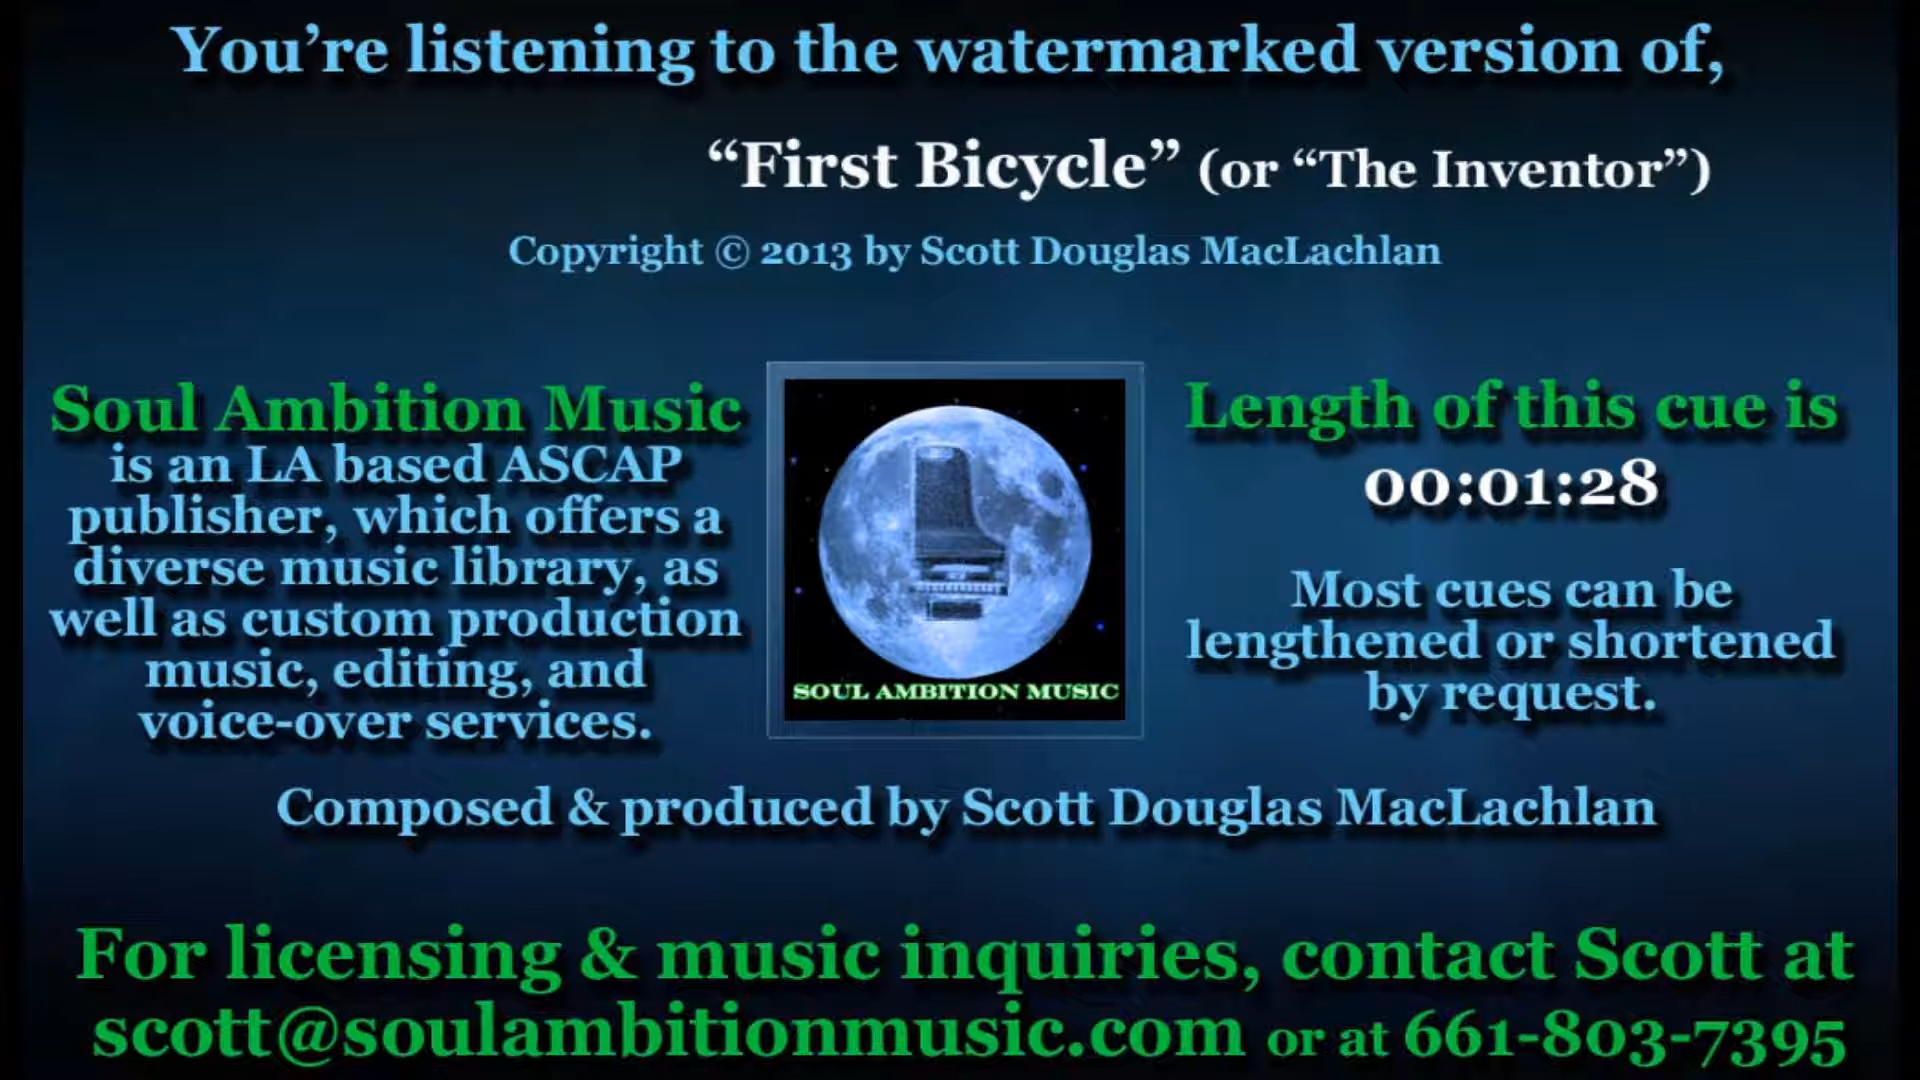 You’re listening to the watermarked version of,
“First Bicycle” (or “The Inventor”)
Copyright © 2013 by Scott Douglas MacLachlan
Soul Ambition Music
is an LA based ASCAP
publisher, which offers a
diverse music library, as
well as custom production
music, editing, and
voice-over services.
SOUL AMBITION MUSIC
Length of this cue is
00:01:28
Most cues can be
lengthened or shortened
by request.
Composed & produced by Scott Douglas MacLachlan
For licensing & music inquiries, contact Scott at
scott@soulambitionmusic.com or at 661-803-7395